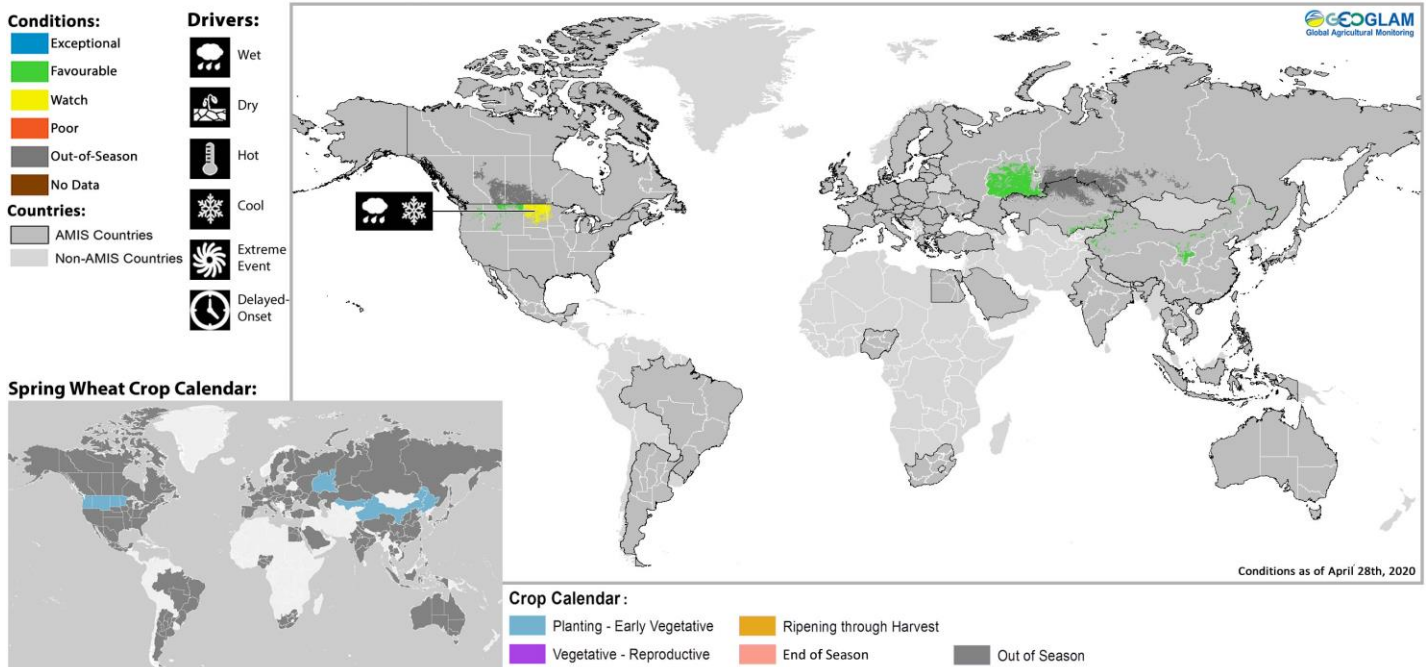 Conditions:
Exceptional
Favourable
Watch
Poor
Out-of-Season
No Data
Countries:
AMIS Countries
Non-AMIS Countries
Drivers:
Wet
Dry
Hot
Cool
Extreme
Event
Delayed-
Onset
GEOGLAM
Global Agricultural Monitoring
Conditions as of April 28th, 2020
Spring Wheat Crop Calendar:
Crop Calendar :
Planting - Early Vegetative
Vegetative - Reproductive
Ripening through Harvest
End of Season
Out of Season